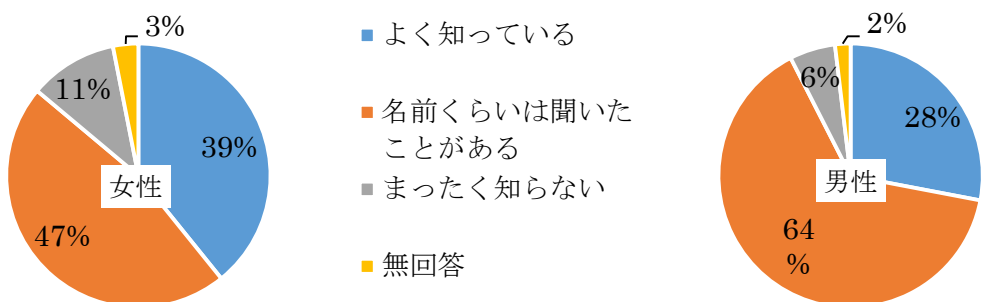 3%
11%
39%
47%
女性
よく知っている
名前くらいは聞いた
ことがある
まったく知らない
無回答
2%
6%
28%
64
%
男性